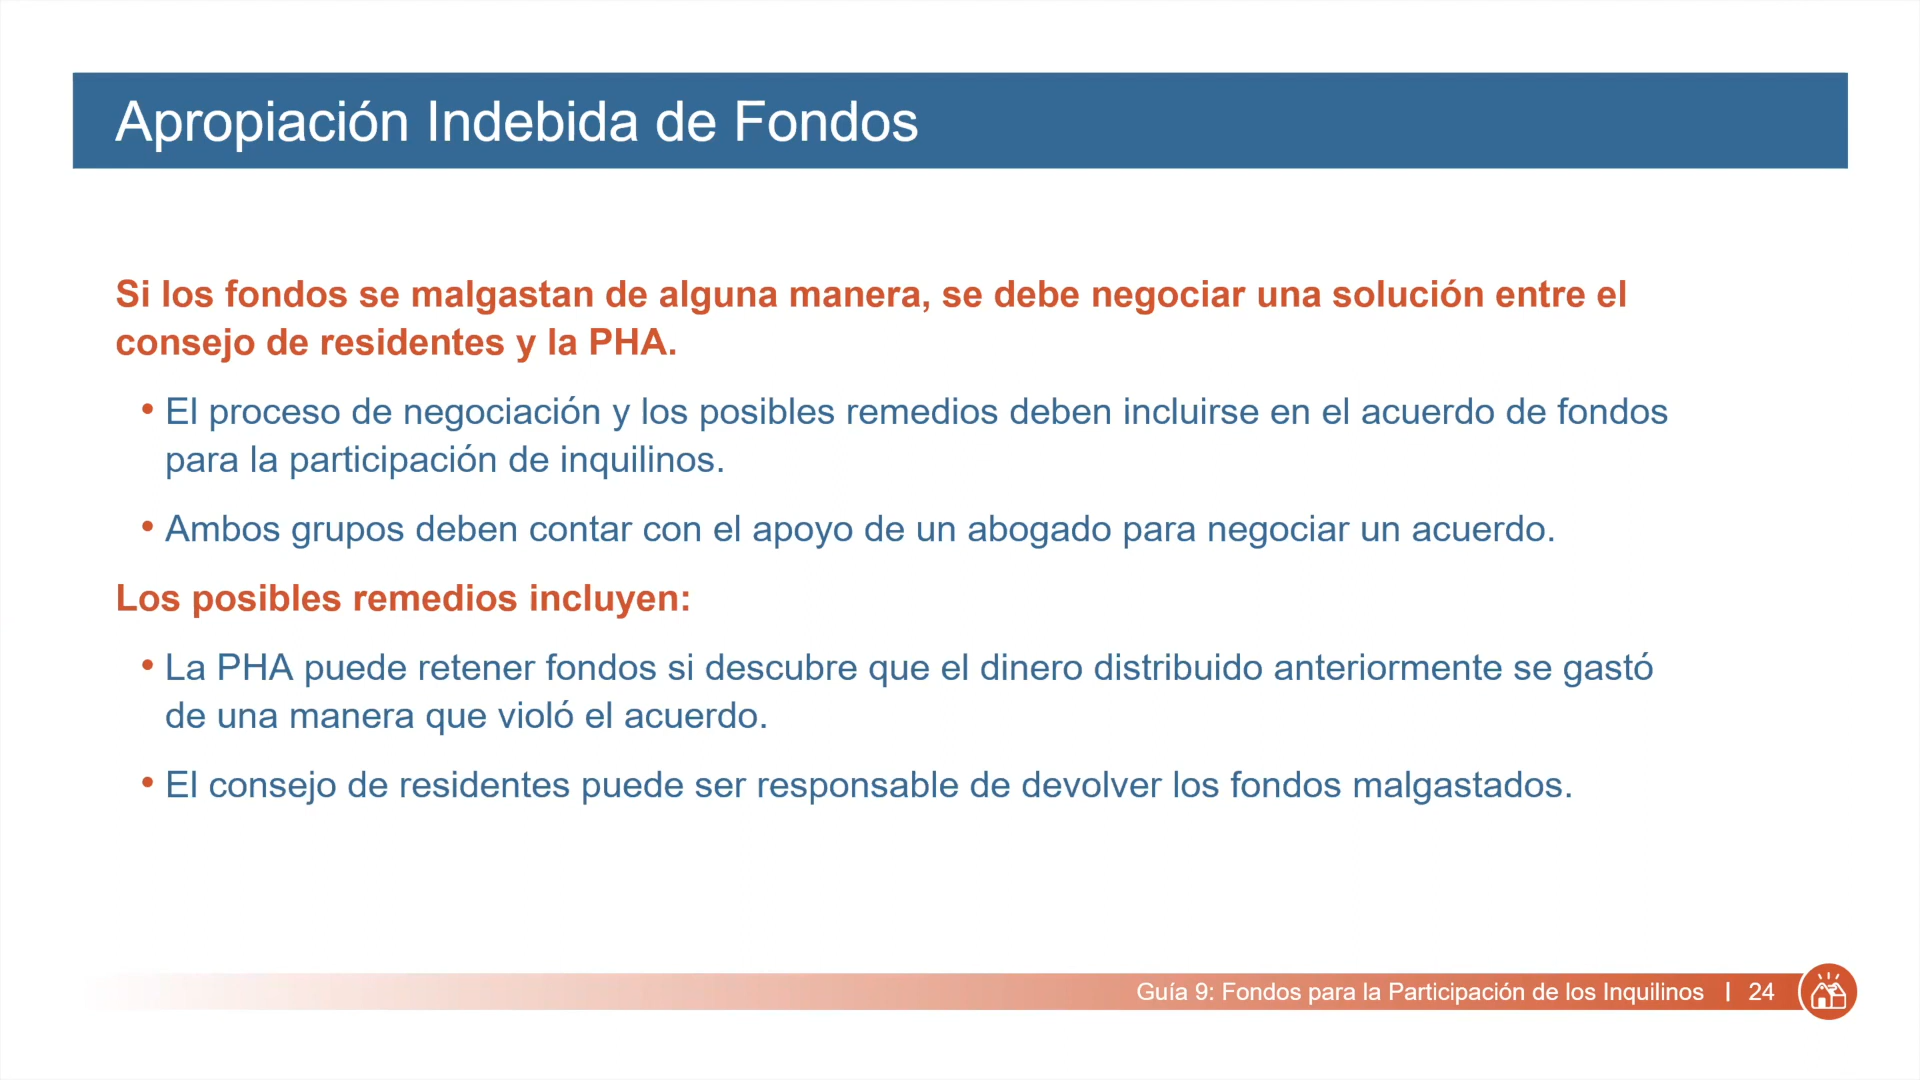 Apropiación Indebida de Fondos
Si los fondos se malgastan de alguna manera, se debe negociar una solución entre el
consejo de residentes y la PHA.
• El proceso de negociación y los posibles remedios deben incluirse en el acuerdo de fondos
para la participación de inquilinos.
• Ambos grupos deben contar con el apoyo de un abogado para negociar un acuerdo.
Los posibles remedios incluyen:
• La PHA puede retener fondos si descubre que el dinero distribuido anteriormente se gastó
de una manera que violó el acuerdo.
• El consejo de residentes puede ser responsable de devolver los fondos malgastados.
Guía 9: Fondos para la Participación de los Inquilinos | 24